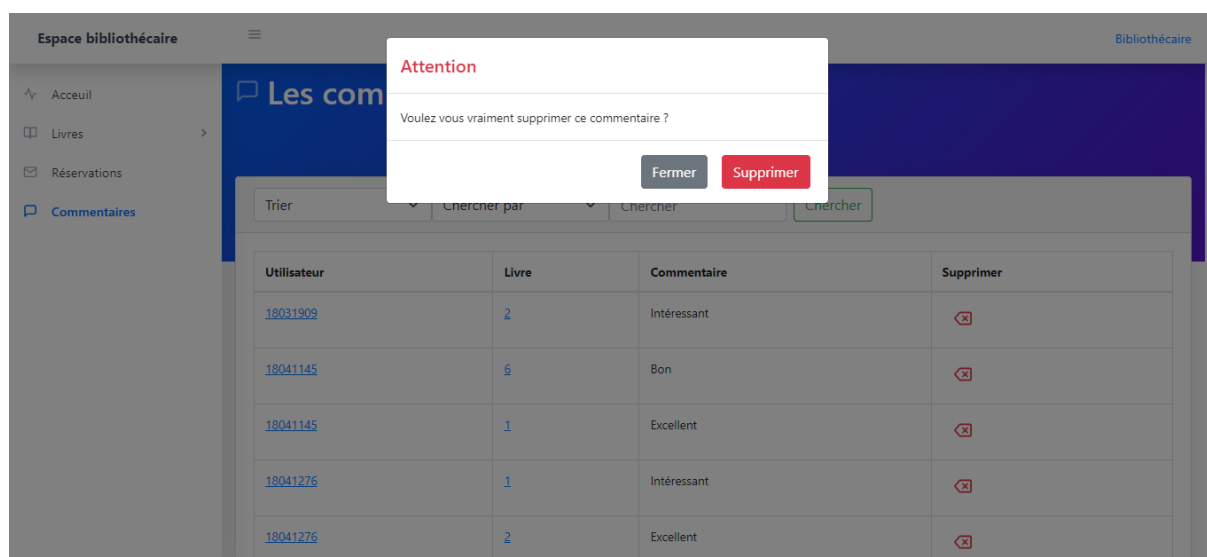 Espace bibliothécaire
Bibliothécaire
Attention
Voulez vous vraiment supprimer ce commentaire ?
Fermer Supprimer
Acceuil
Livres
Réservations
Commentaires
Les com
Trier Chercher par Chercher Chercher
Utilisateur Livre Commentaire Supprimer
18031909 2 Intéressant
18041145 6 Bon
18041145 1 Excellent
18041276 1 Intéressant
18041276 2 Excellent